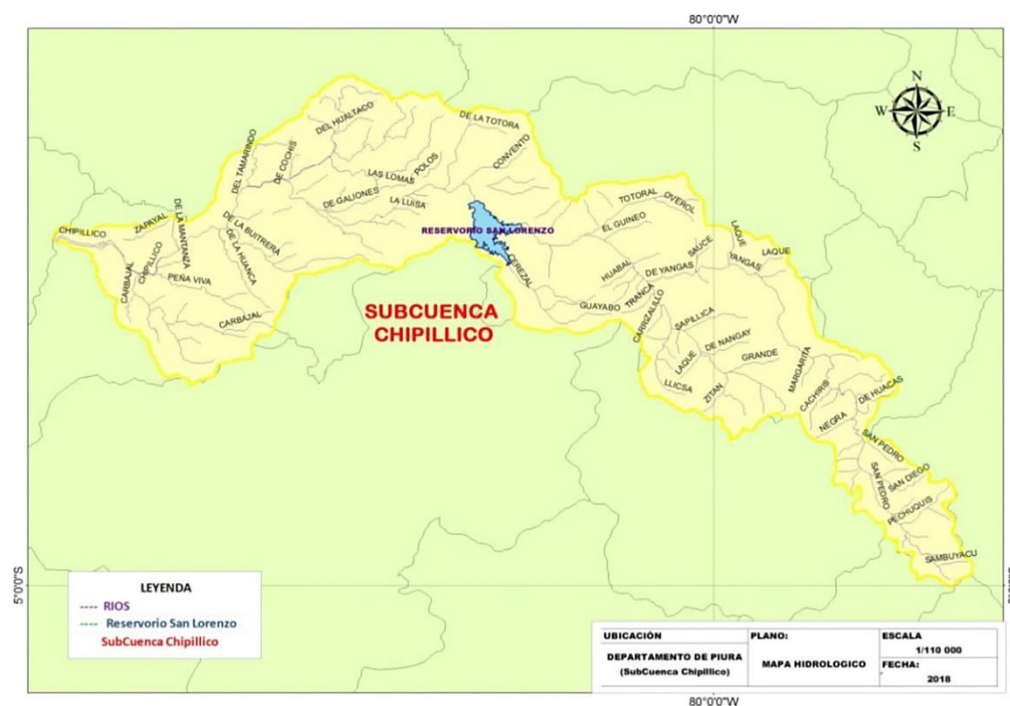 80°0'0"W
N
W
E
S
DE LA TOTORA
DEL HUALTACO
CONVENTO
DEL TAMARINDO
DE COCHIS
POLOS
LAS LOMAS
DE GALIONES
LA LUISA
TOTORAL
OVEROL
DE LA MANTANZA
ZAPAYAL
CHIPILLICO
DE LA BUITRERA
EL GUINEO
RESERVORIO SAN LORENZO
LAQUE
SAUCE
LAQUE
CHIPILLICO
DE LA HUANCA
YANGAS
CARBAJAL
PEÑA VIVA
CEREZAL
HUABAL
DE YANGAS
TRANCA
GUAYABO
CARBAJAL
CARRIZALILLO
SAPILLICA
SUBCUENCA
CHIPILLICO
DE NANGAY
LAQUE
GRANDE
MARGARITA
LLICSA
ZITAN
CACHIRIS
DE HUACAS
NEGRA
SAN PEDRO
SAN PEDRO
SAN DIEGO
PECHUQUIS
SAMBUYACU
5°0'0"S
LEYENDA
---- RIOS
---- Reservorio San Lorenzo
SubCuenca Chipillico
UBICACIÓN
DEPARTAMENTO DE PIURA
(SubCuenca Chipillico)
PLANO:
MAPA HIDROLOGICO
ESCALA
1/110 000
FECHA:
2018
80°0'0"W